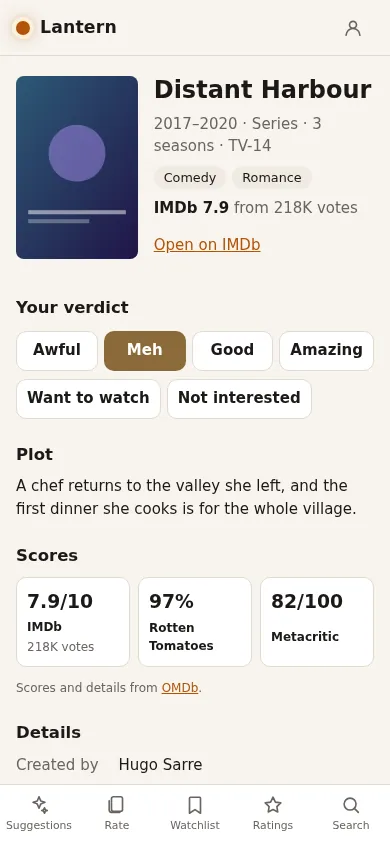 Lantern
Distant Harbour
2017–2020 · Series · 3
seasons · TV-14
Comedy Romance
IMDb 7.9 from 218K votes
Open on IMDb
Your verdict
Awful Meh Good Amazing
Want to watch Not interested
Plot
A chef returns to the valley she left, and the
first dinner she cooks is for the whole village.
Scores
7.9/10 97% 82/100
IMDb Rotten Tomatoes Metacritic
218K votes
Scores and details from OMDb.
Details
Created by Hugo Sarre
Suggestions Rate Watchlist Ratings Search